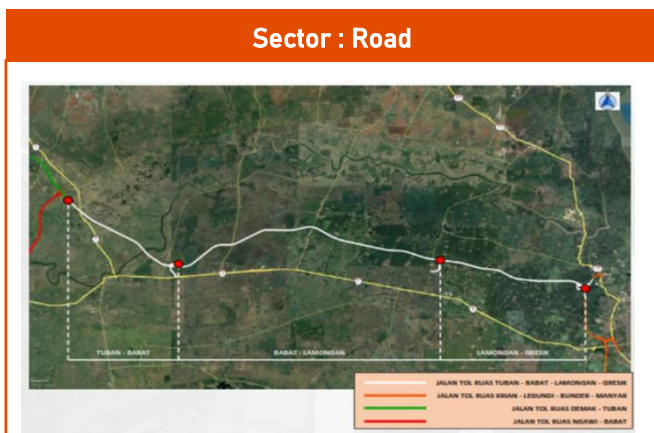 Sector : Road
TUBAN - BABAT
BABAT - LAMONGAN
LAMONGAN - GRESIK
JALAN TOL RUAS TUBAN - BABAT - LAMONGAN - GRESIK
JALAN TOL RUAS KRIAN - LEGUNDI - BUNDER - MANYAR
JALAN TOL RUAS DEMAK - TUBAN
JALAN TOL RUAS NGAWI - BABAT